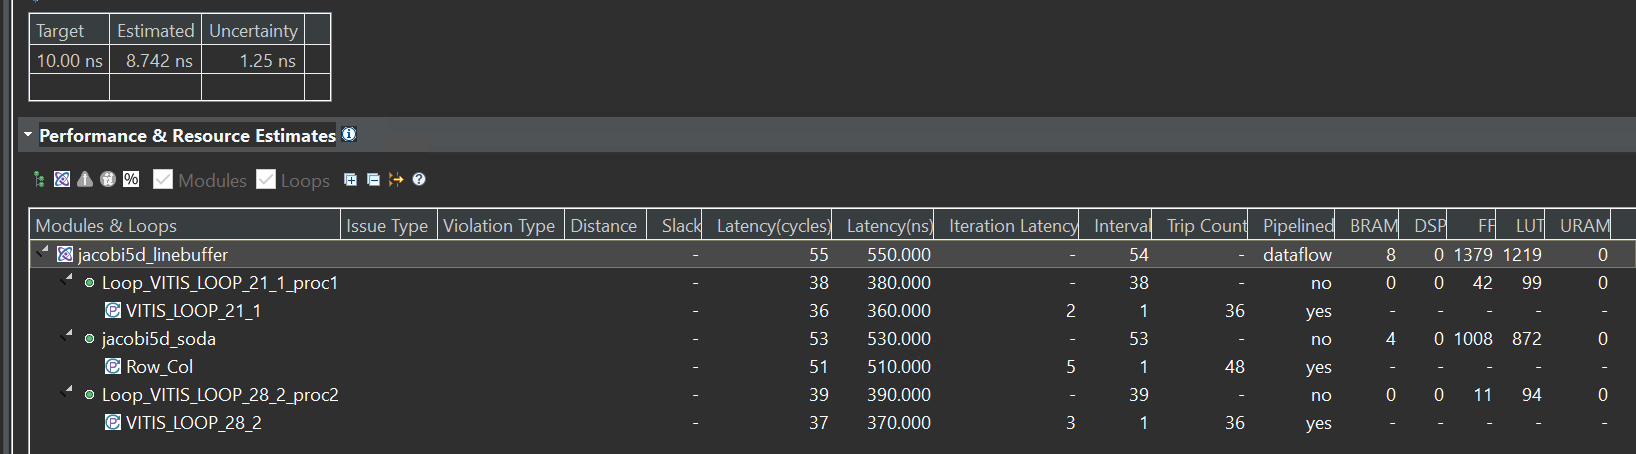 Target Estimated Uncertainty
10.00 ns 8.742 ns 1.25 ns
Performance & Resource Estimates
% Modules Loops
Modules & Loops Issue Type Violation Type Distance Slack Latency(cycles) Latency(ns) Iteration Latency Interval Trip Count Pipelined BRAM DSP FF LUT URAM
jacobi5d_linebuffer - 55 550.000 - 54 - dataflow 8 0 1379 1219 0
Loop_VITIS_LOOP_21_1_proc1 - 38 380.000 - 38 - no 0 0 42 99 0
VITIS_LOOP_21_1 - 36 360.000 2 1 36 yes - - - - -
jacobi5d_soda - 53 530.000 - 53 - no 4 0 1008 872 0
Row_Col - 51 510.000 5 1 48 yes - - - - -
Loop_VITIS_LOOP_28_2_proc2 - 39 390.000 - 39 - no 0 0 11 94 0
VITIS_LOOP_28_2 - 37 370.000 3 1 36 yes - - - - -